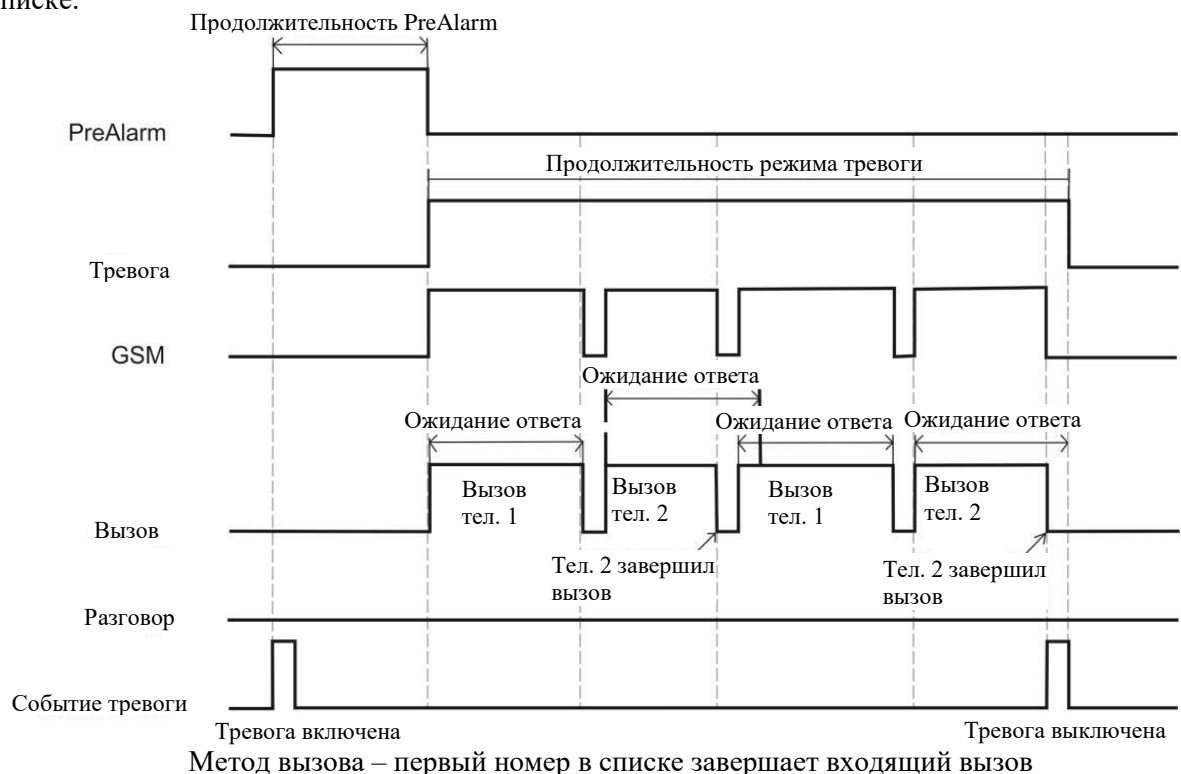 Продолжительность PreAlarm
PreAlarm
Продолжительность режима тревоги
Тревога
GSM
Ожидание ответа
Ожидание ответа
Ожидание ответа
Ожидание ответа
Вызов
тел. 1
Вызов
тел. 2
Вызов
тел. 1
Вызов
тел. 2
Вызов
Тел. 2 завершил
вызов
Тел. 2 завершил
вызов
Разговор
Событие тревоги
Тревога включена
Тревога выключена
Метод вызова – первый номер в списке завершает входящий вызов